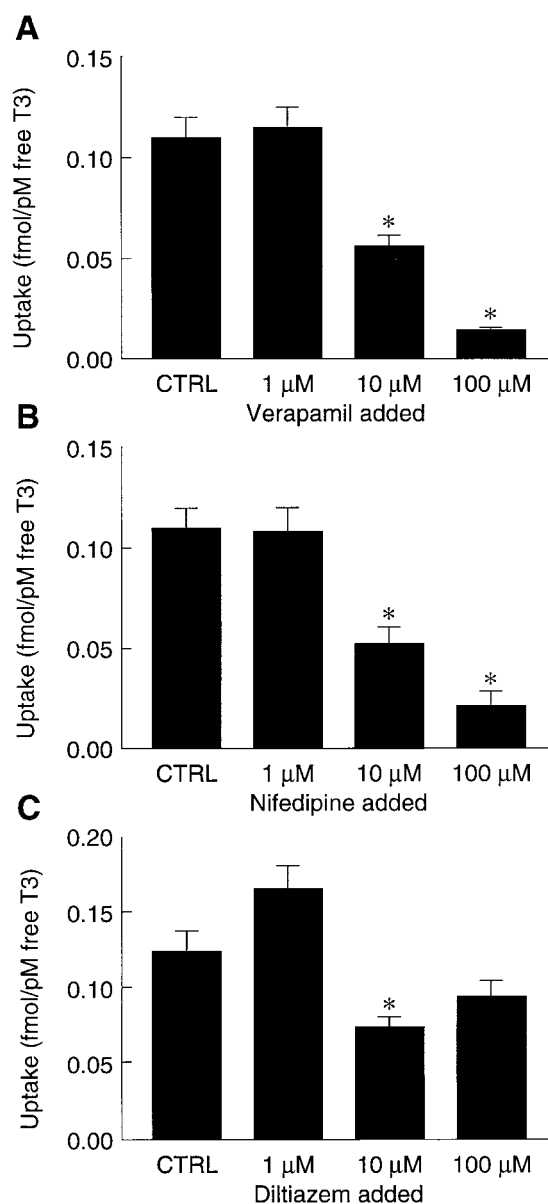 A
Uptake (fmol/pM free T3)
0.15
0.10
0.05
0.00
*
*
CTRL 1 μM 10 μM 100 μM
Verapamil added
B
Uptake (fmol/pM free T3)
0.15
0.10
0.05
0.00
*
*
CTRL 1 μM 10 μM 100 μM
Nifedipine added
C
Uptake (fmol/pM free T3)
0.20
0.15
0.10
0.05
0.00
*
CTRL 1 μM 10 μM 100 μM
Diltiazem added